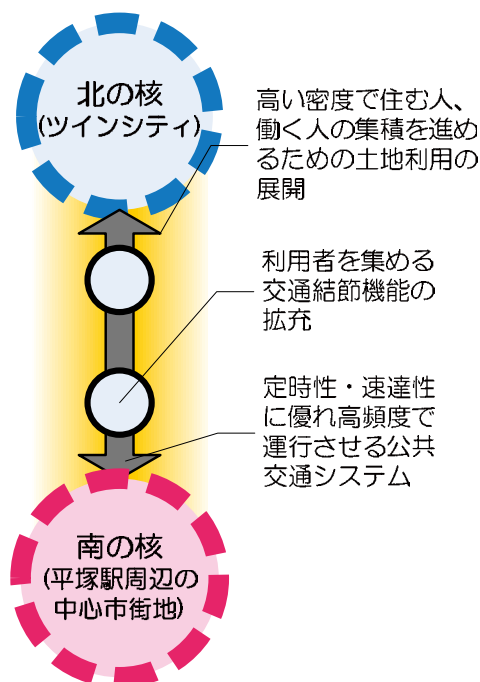 北の核
(ツインシティ)
高い密度で住む人、
働く人の集積を進め
るための土地利用の
展開
利用者を集める
交通結節機能の
拡充
定時性・速達性
に優れ高頻度で
運行させる公共
交通システム
南の核
(平塚駅周辺の
中心市街地)